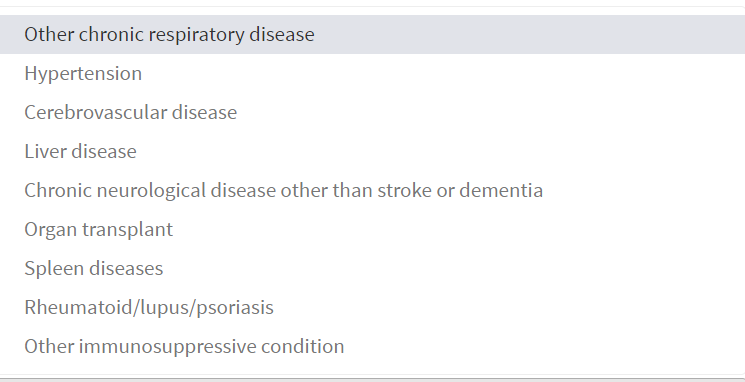 Other chronic respiratory disease
Hypertension
Cerebrovascular disease
Liver disease
Chronic neurological disease other than stroke or dementia
Organ transplant
Spleen diseases
Rheumatoid/lupus/psoriasis
Other immunosuppressive condition